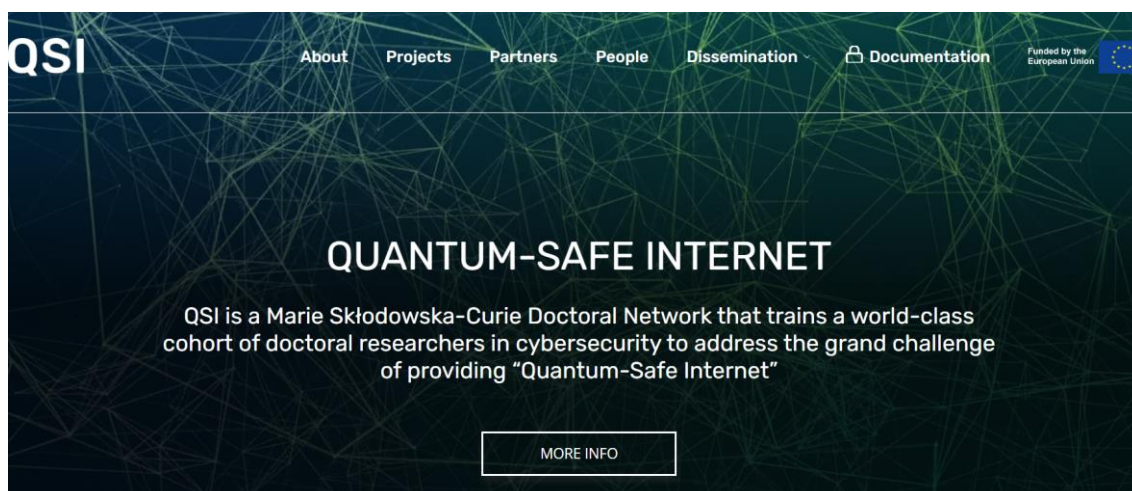 QSI
About Projects Partners People Dissemination Documentation
Funded by the
European Union
QUANTUM-SAFE INTERNET
QSI is a Marie Skłodowska-Curie Doctoral Network that trains a world-class
cohort of doctoral researchers in cybersecurity to address the grand challenge
of providing “Quantum-Safe Internet”
MORE INFO